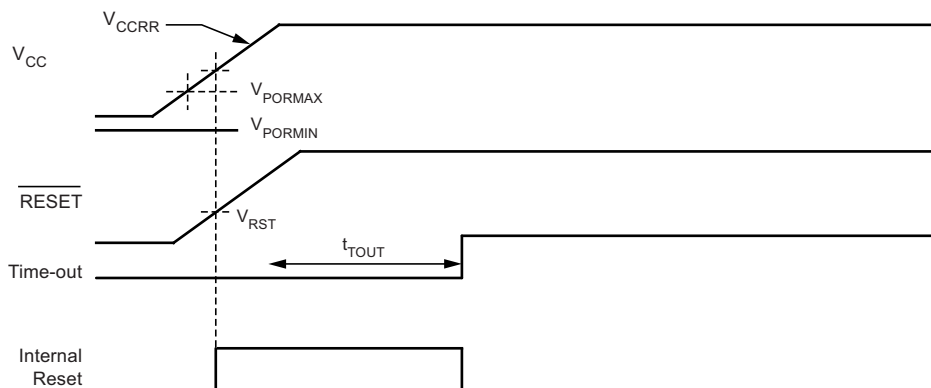 VCCRR
VCC
VPORMAX
VPORMIN
RESET
VRST
tTOUT
Time-out
Internal
Reset